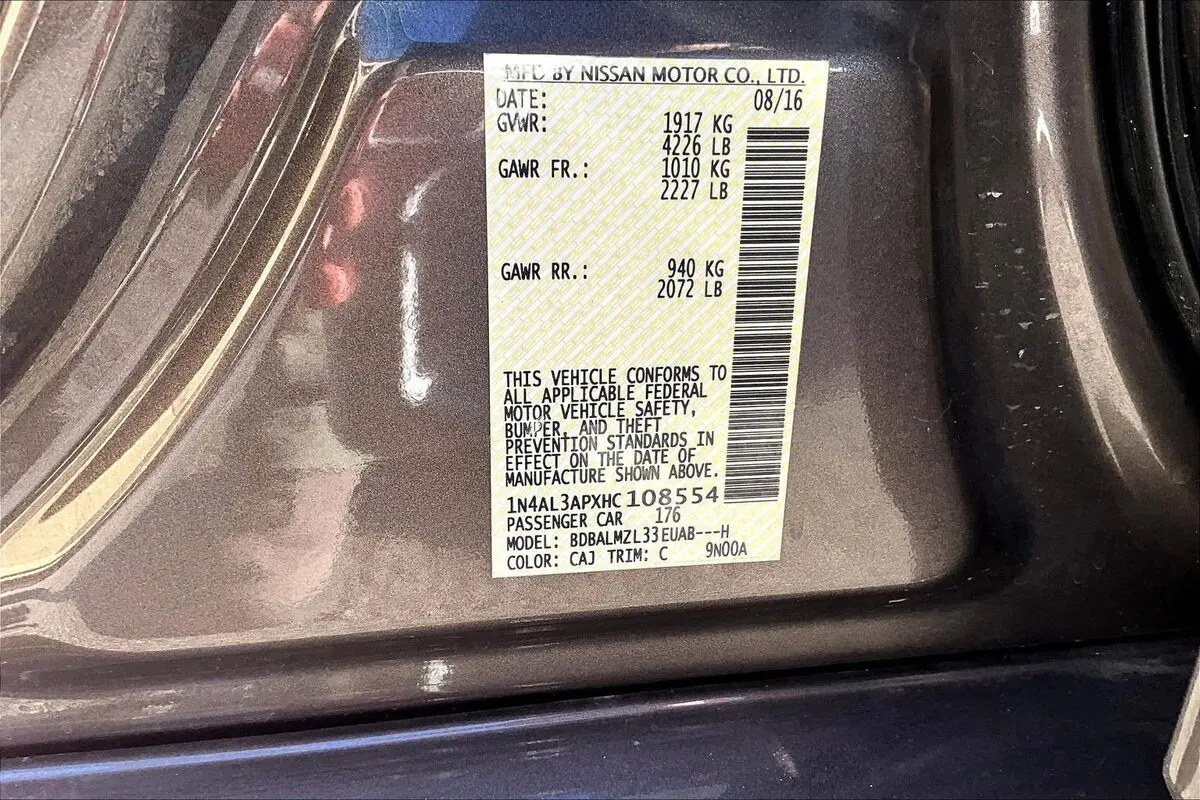 MFD BY NISSAN MOTOR CO., LTD.
DATE: 08/16
GVWR: 1917 KG
4226 LB
GAWR FR.: 1010 KG
2227 LB
GAWR RR.: 940 KG
2072 LB
THIS VEHICLE CONFORMS TO
ALL APPLICABLE FEDERAL
MOTOR VEHICLE SAFETY,
BUMPER, AND THEFT
PREVENTION STANDARDS IN
EFFECT ON THE DATE OF
MANUFACTURE SHOWN ABOVE.
1N4AL3APXHC108554
PASSENGER CAR 176
MODEL: BDBALMZL33EUAB---H
COLOR: CAJ TRIM: C 9N00A